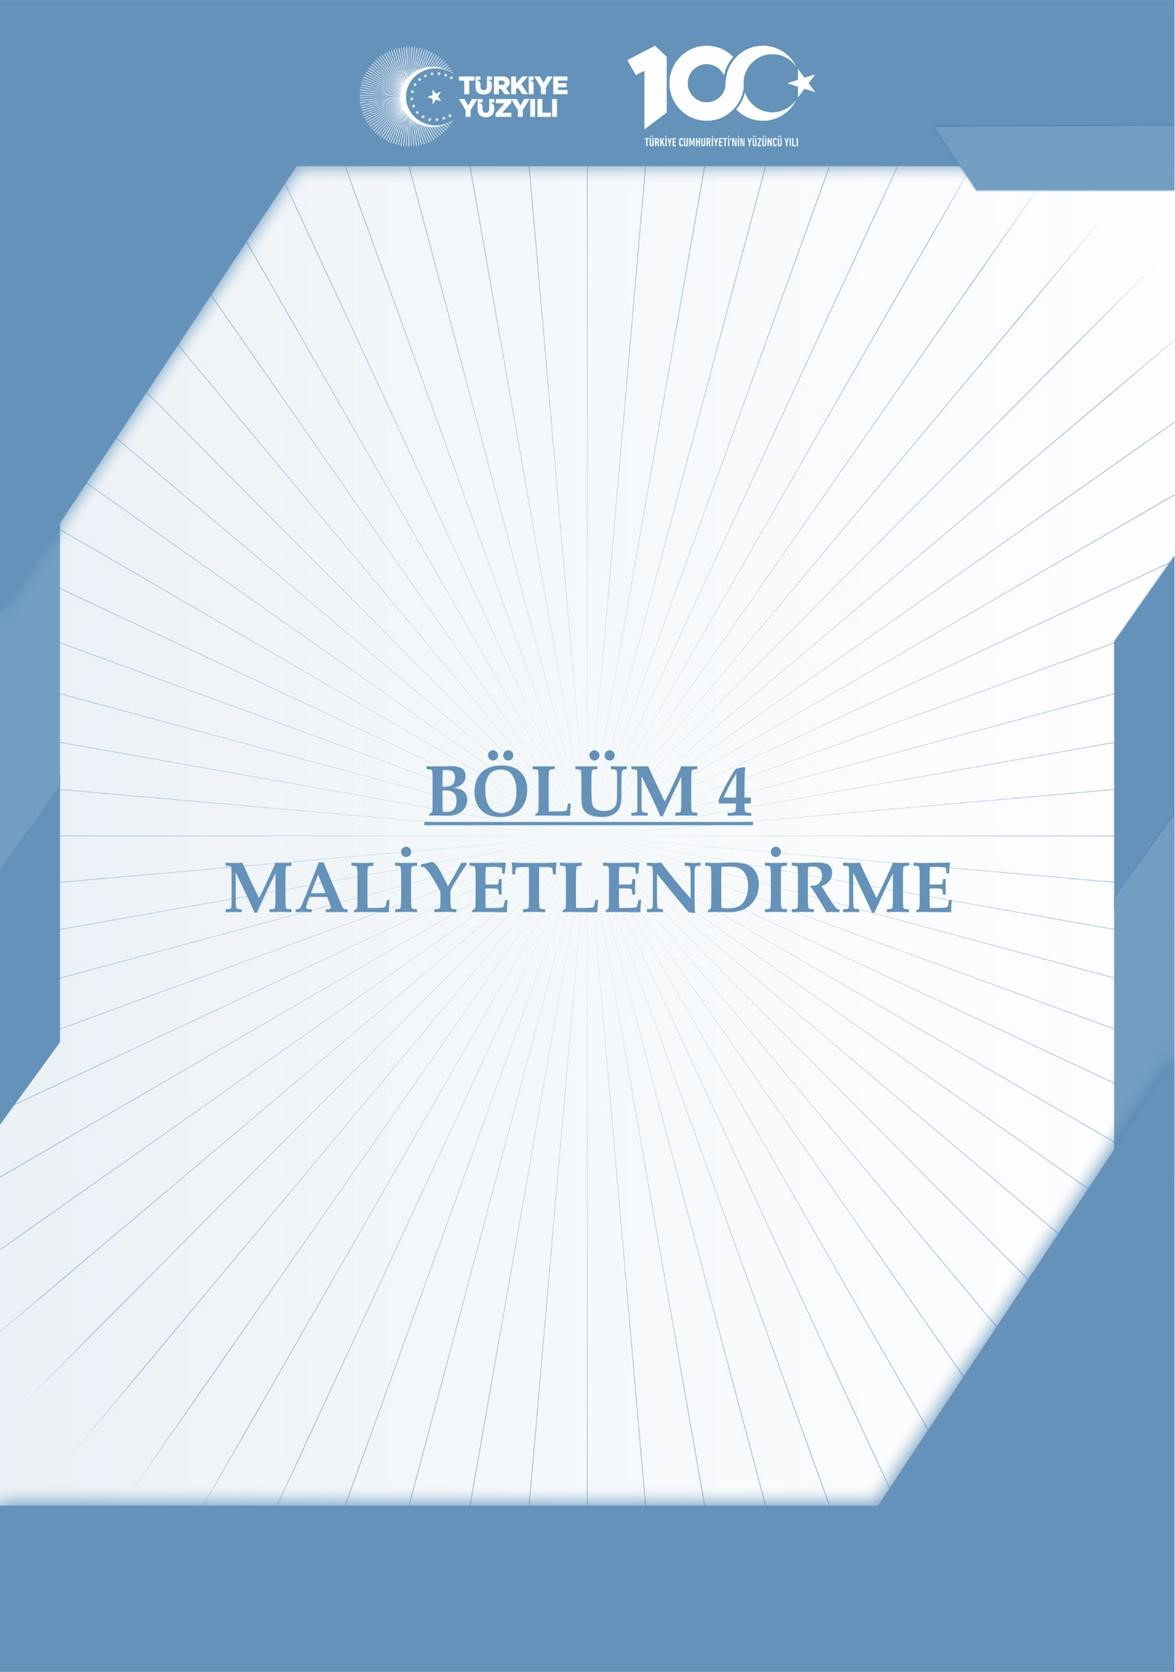 TÜRKİYE
YÜZYILI
100
TÜRKİYE CUMHURİYETİ'NİN YÜZÜNCÜ YILI
BÖLÜM 4
MALİYETLENDİRME